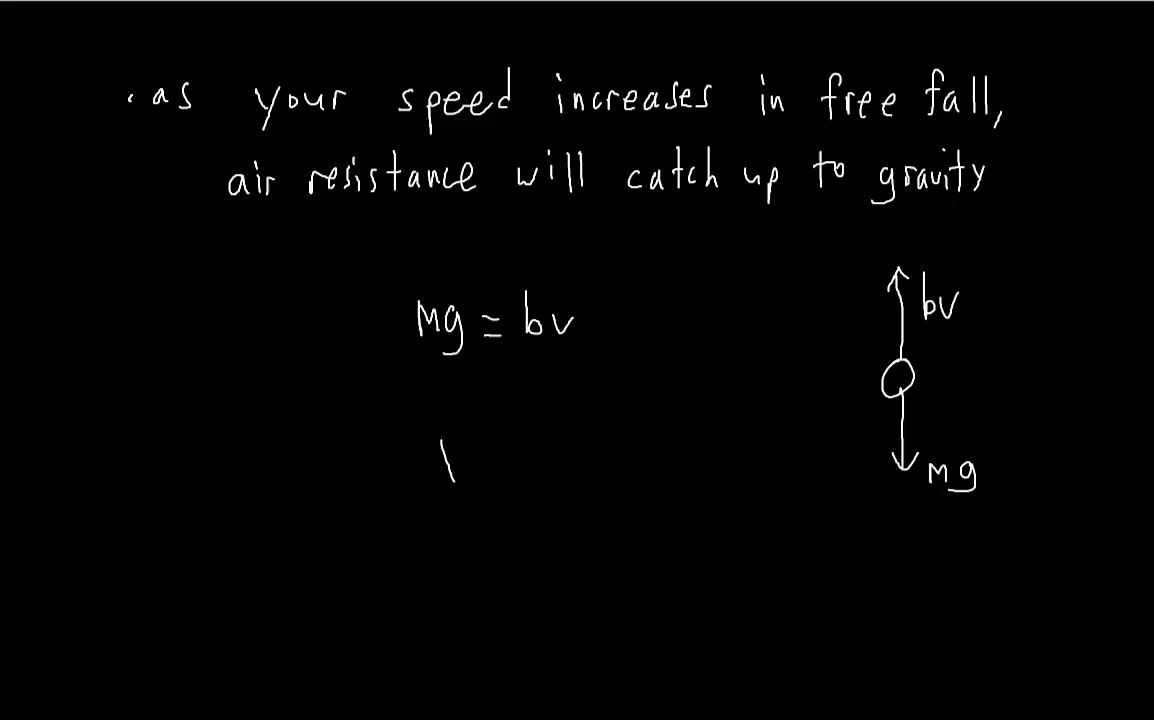 . as your speed increases in free fall,
air resistance will catch up to gravity
Mg = bv
bv
Mg